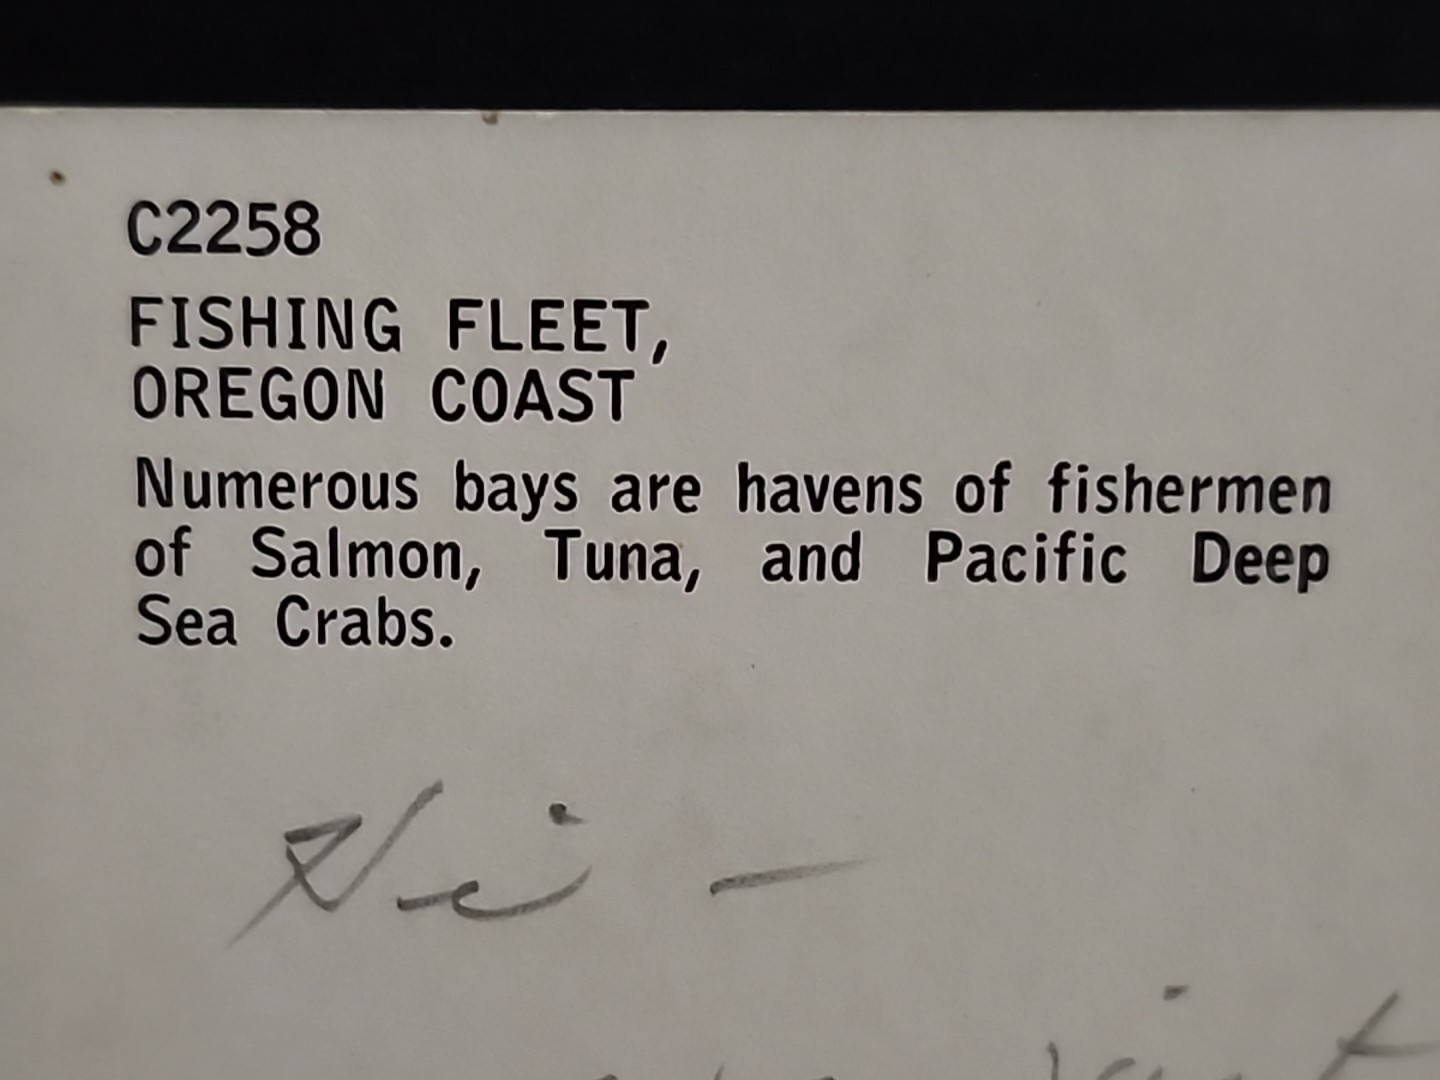 C2258
FISHING FLEET,
OREGON COAST
Numerous bays are havens of fishermen
of Salmon, Tuna, and Pacific Deep
Sea Crabs.
Hi –